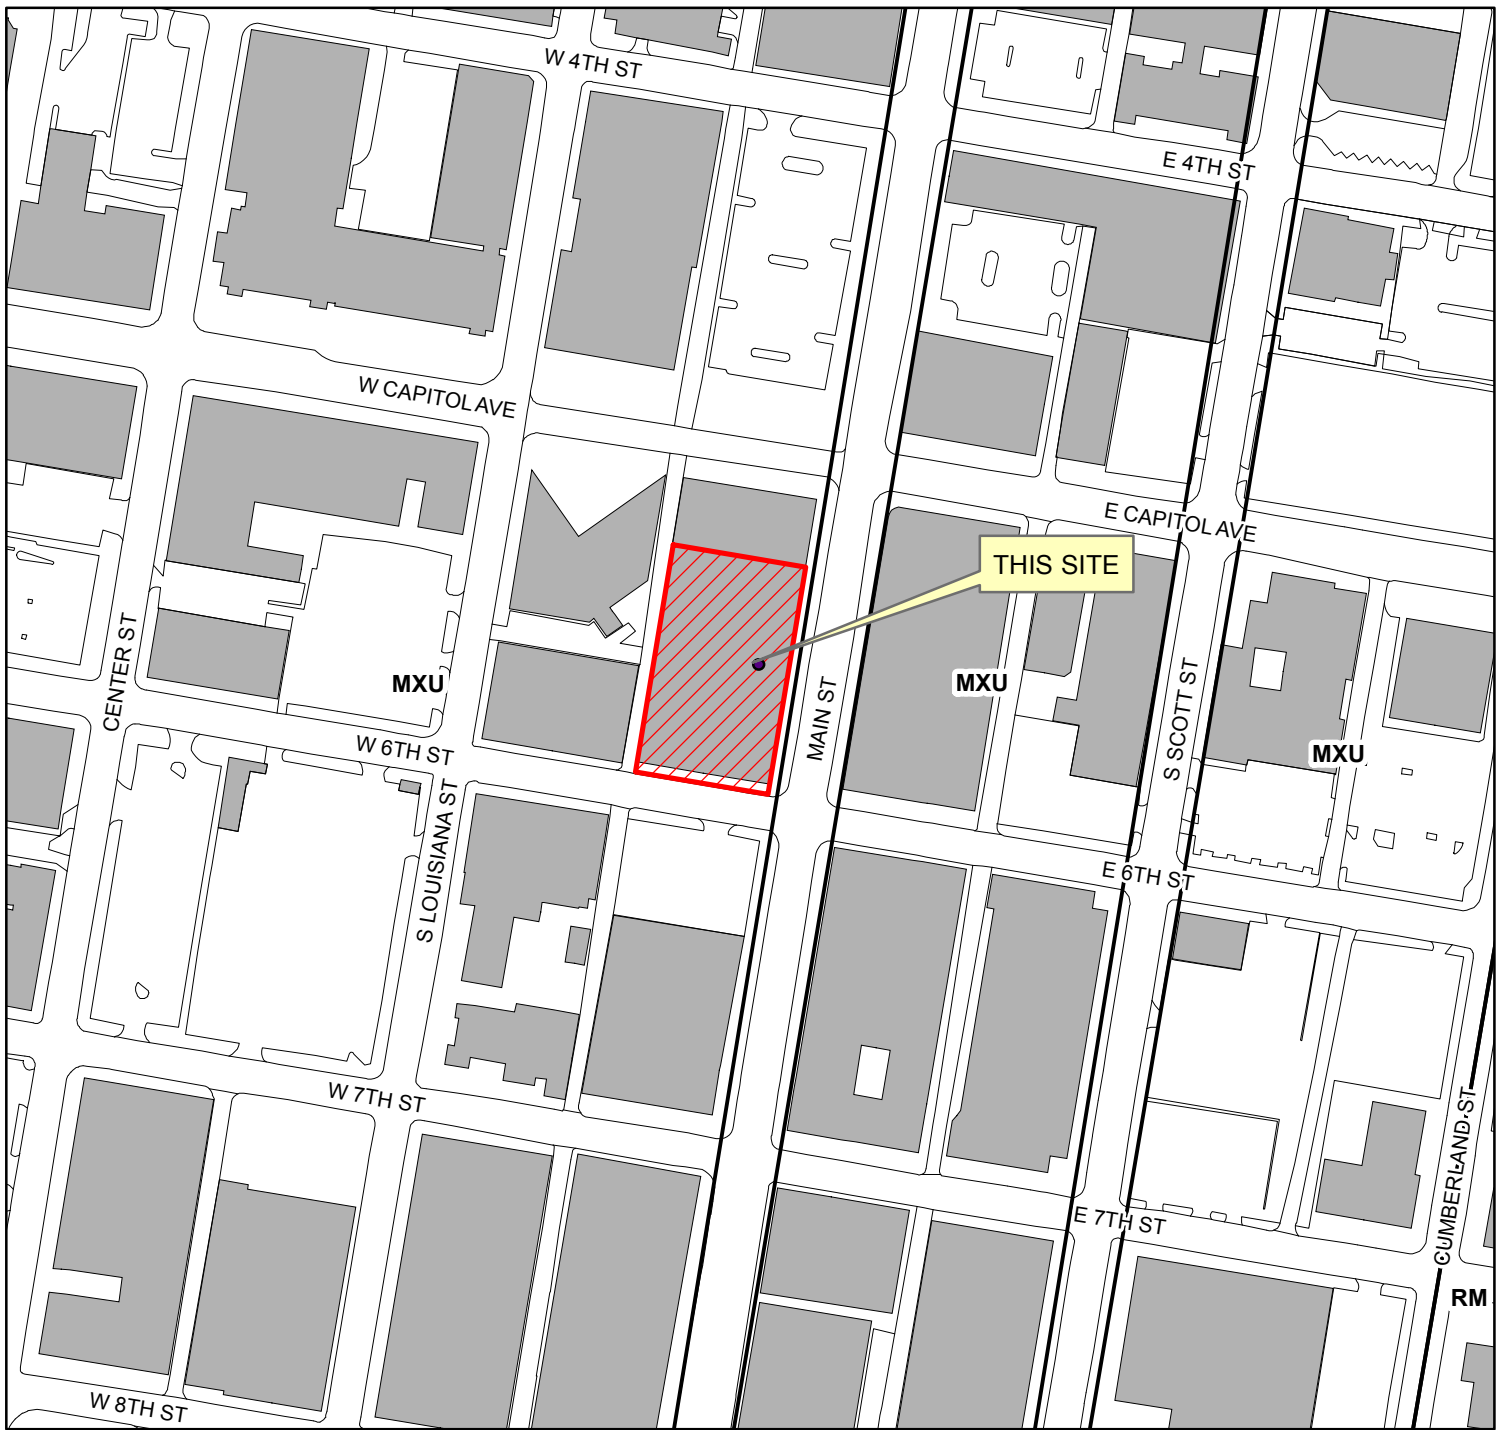 W 4TH ST
E 4TH ST
W CAPITOL AVE
E CAPITOL AVE
THIS SITE
CENTER ST
MXU
MXU
MAIN ST
S SCOTT ST
MXU
W 6TH ST
S LOUISIANA ST
E 6TH ST
W 7TH ST
CUMBERLAND ST
E 7TH ST
RM
W 8TH ST